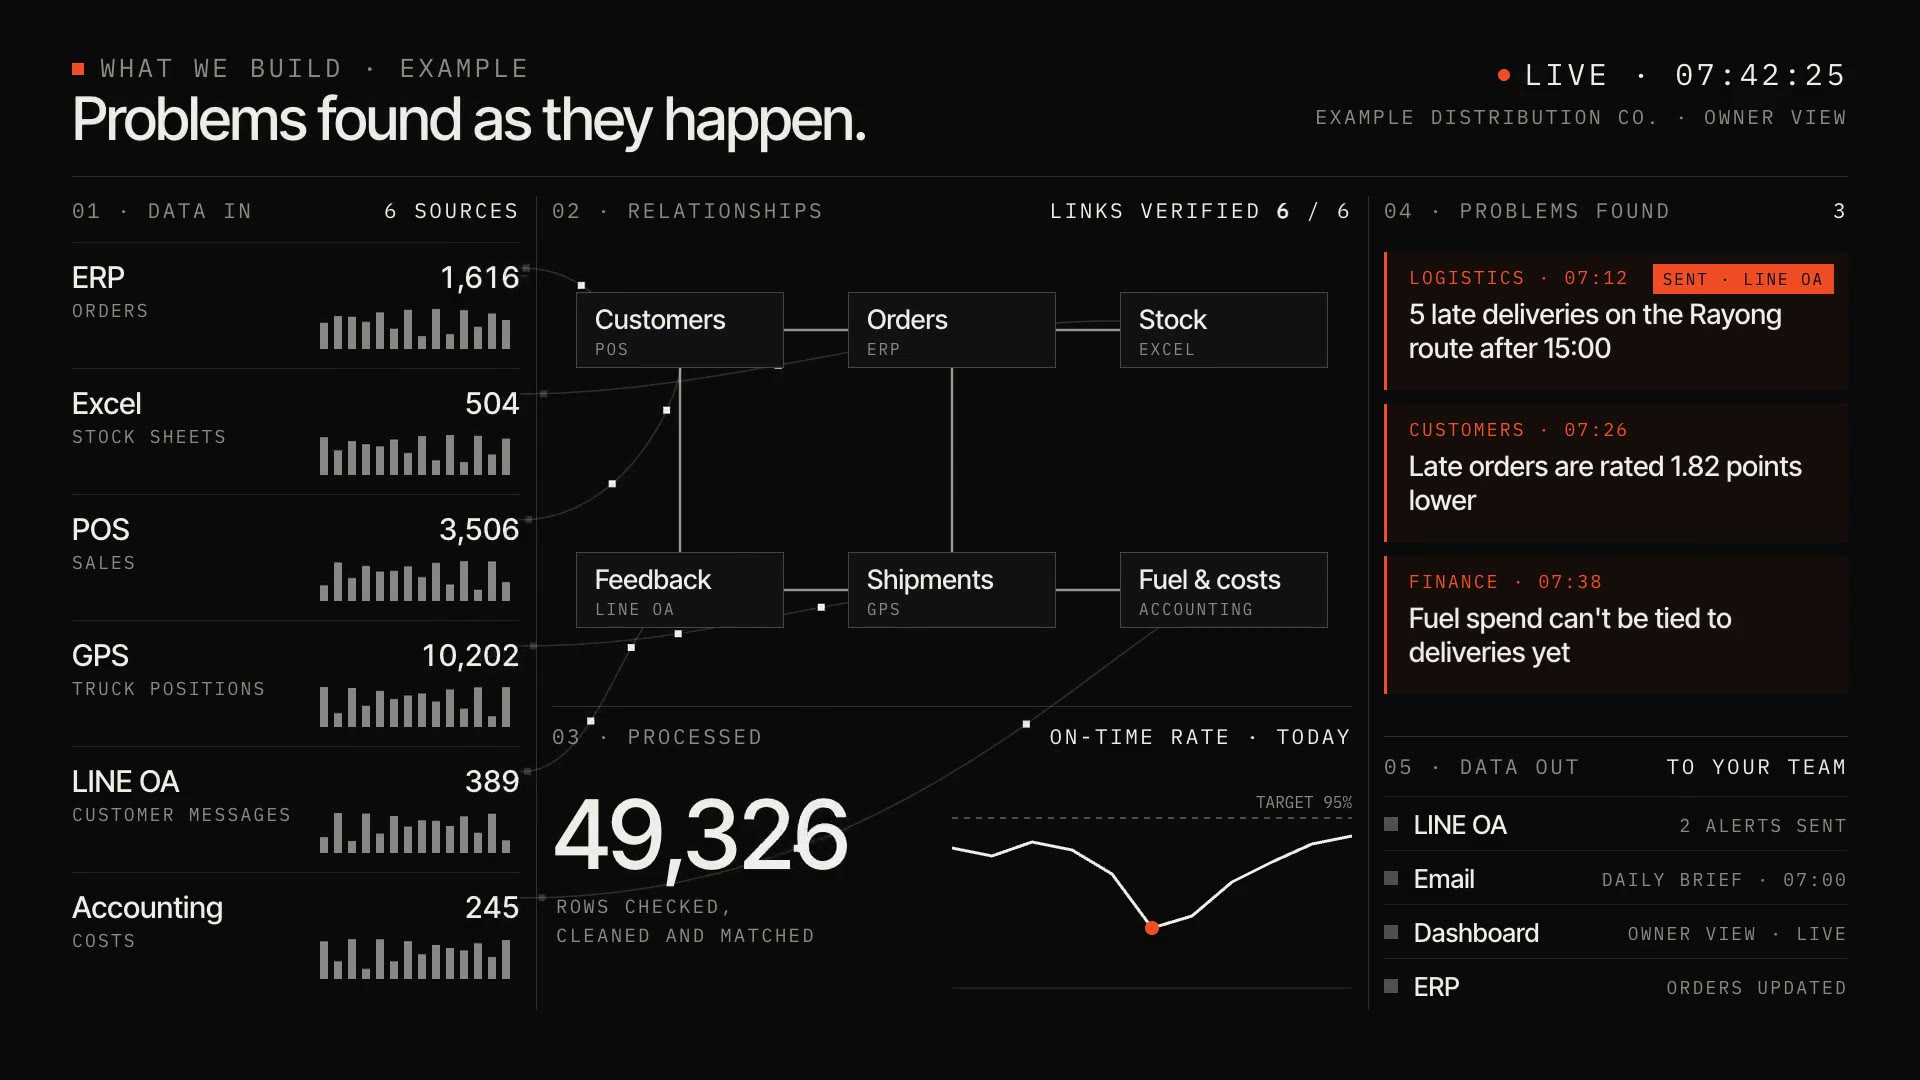 WHAT WE BUILD · EXAMPLE
Problems found as they happen.
LIVE · 07:42:25
EXAMPLE DISTRIBUTION CO. · OWNER VIEW
01 · DATA IN 6 SOURCES
ERP 1,616
ORDERS
Excel 504
STOCK SHEETS
POS 3,506
SALES
GPS 10,202
TRUCK POSITIONS
LINE OA 389
CUSTOMER MESSAGES
Accounting 245
COSTS
02 · RELATIONSHIPS LINKS VERIFIED 6 / 6
Customers
POS
Orders
ERP
Stock
EXCEL
Feedback
LINE OA
Shipments
GPS
Fuel & costs
ACCOUNTING
03 · PROCESSED ON-TIME RATE · TODAY
49,326
ROWS CHECKED,
CLEANED AND MATCHED
TARGET 95%
04 · PROBLEMS FOUND 3
LOGISTICS · 07:12 SENT · LINE OA
5 late deliveries on the Rayong
route after 15:00
CUSTOMERS · 07:26
Late orders are rated 1.82 points
lower
FINANCE · 07:38
Fuel spend can't be tied to
deliveries yet
05 · DATA OUT TO YOUR TEAM
LINE OA 2 ALERTS SENT
Email DAILY BRIEF · 07:00
Dashboard OWNER VIEW · LIVE
ERP ORDERS UPDATED